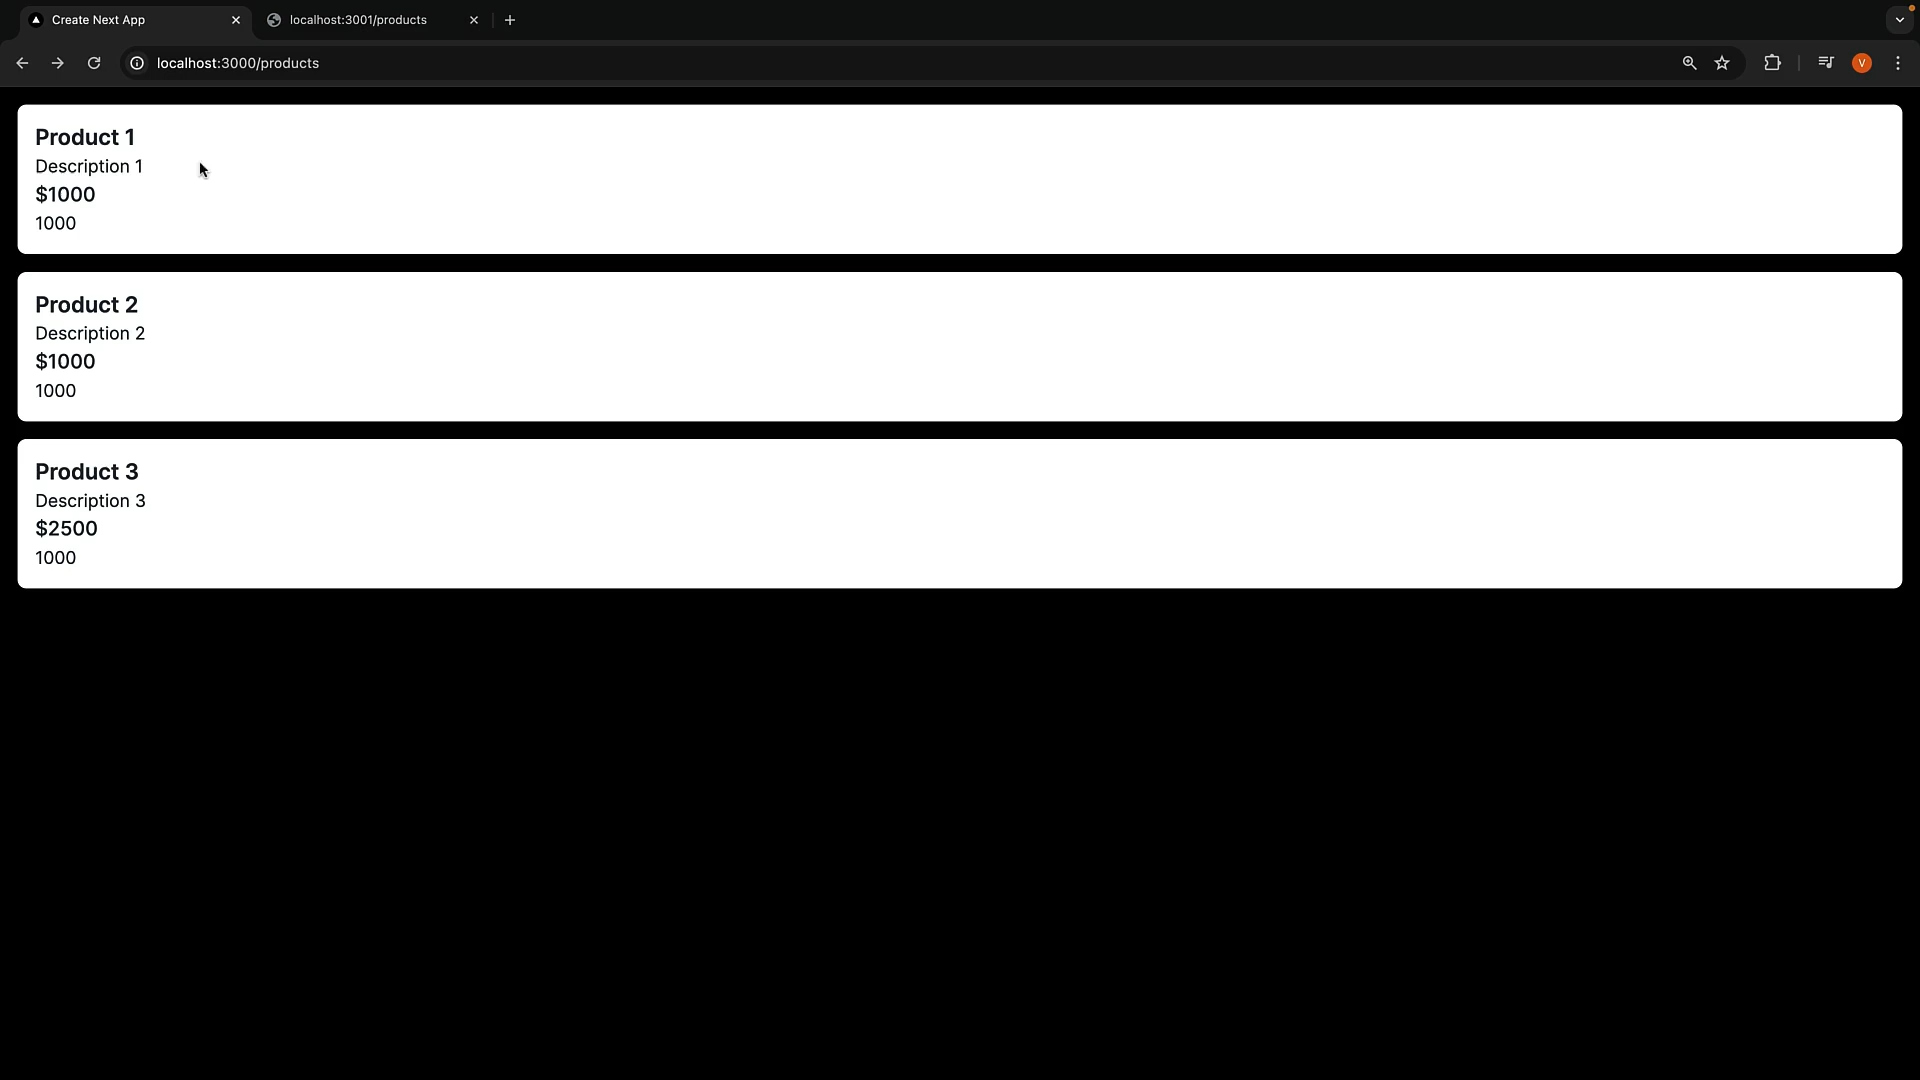 Create Next App
localhost:3001/products
localhost:3000/products
V
Product 1
Description 1
$1000
1000
Product 2
Description 2
$1000
1000
Product 3
Description 3
$2500
1000